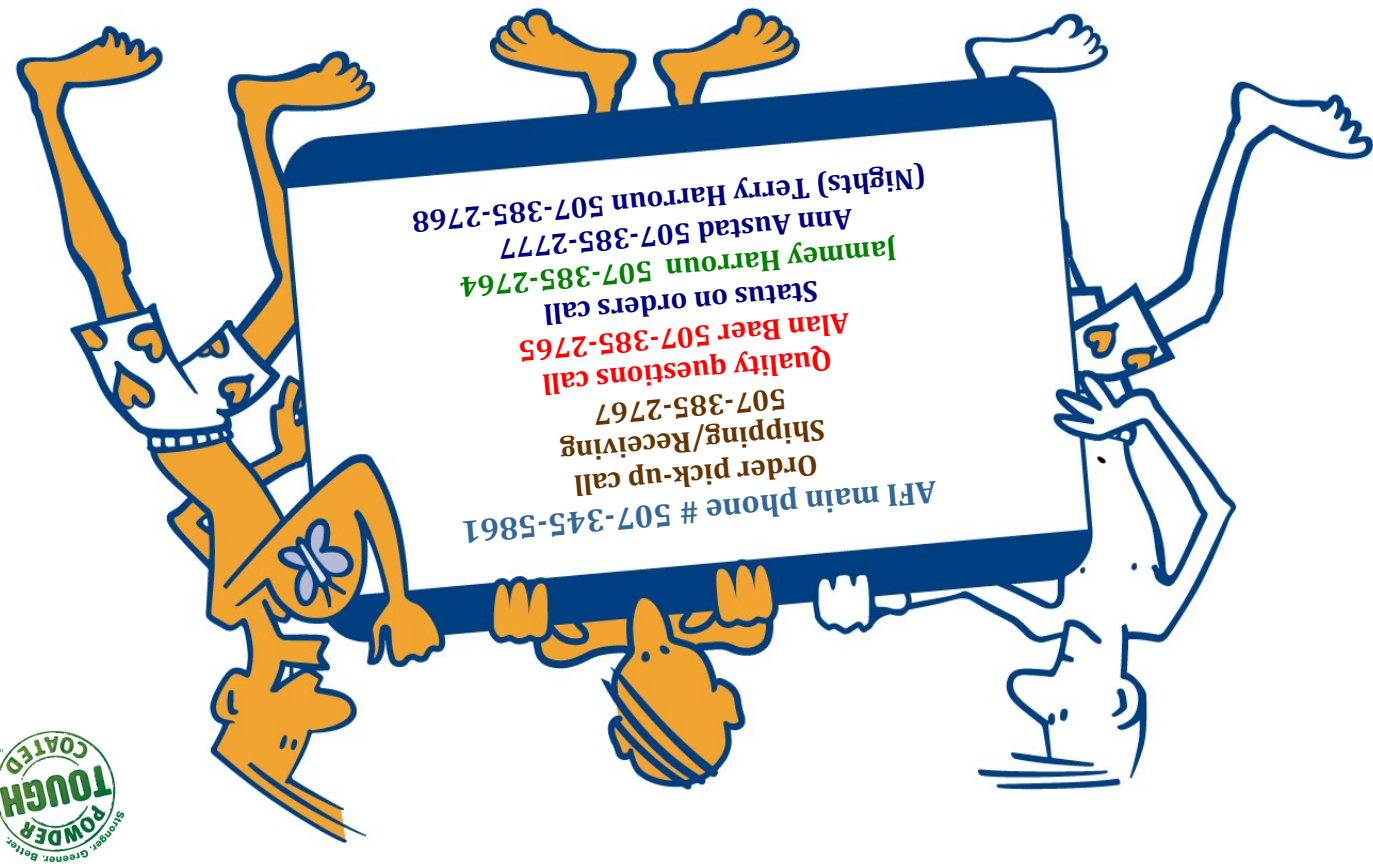 AFI main phone # 507-345-5861
Order pick-up call
Shipping/Receiving
507-385-2767
Quality questions call
Alan Baer 507-385-2765
Status on orders call
Jammey Harroun 507-385-2764
Ann Austad 507-385-2777
(Nights) Terry Harroun 507-385-2768
Stronger. Greener. Better.
POWDER
TOUGH
COATED